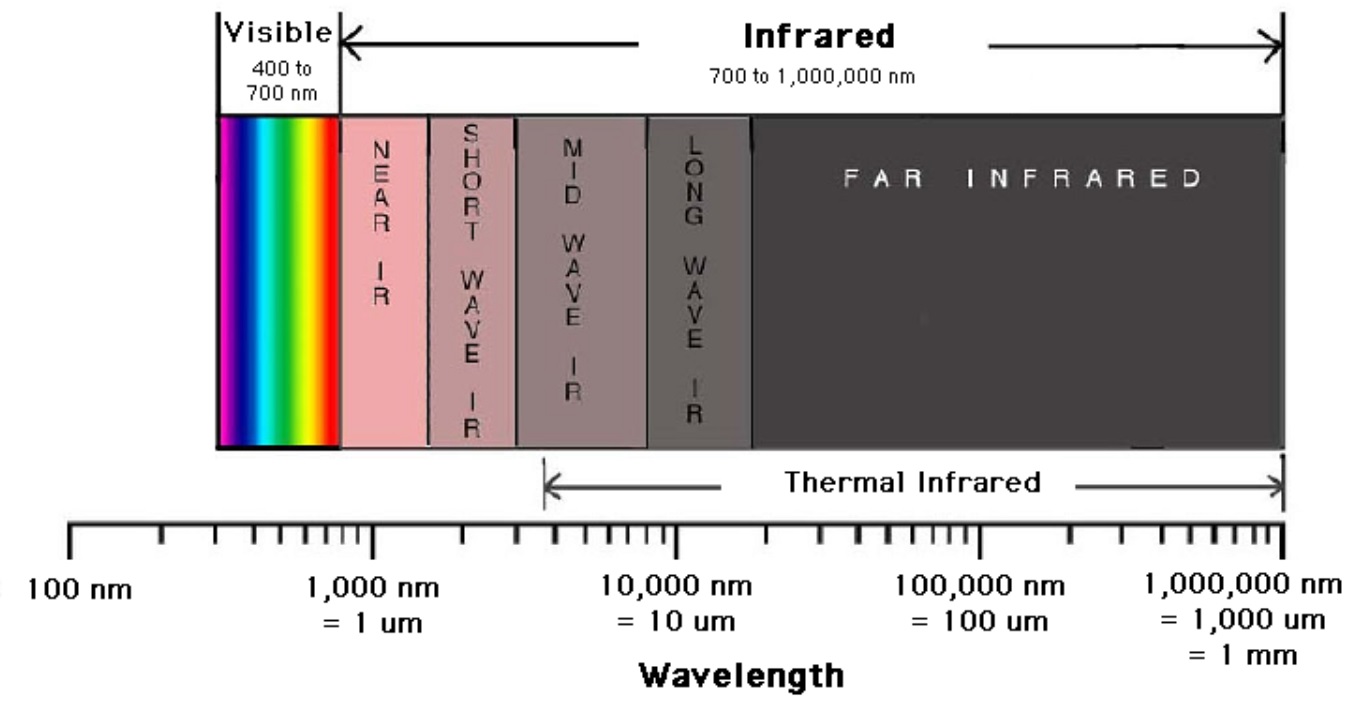 Visible
400 to
700 nm
Infrared
700 to 1,000,000 nm
NEAR IR
SHORT WAVE IR
MID WAVE IR
LONG WAVE IR
FAR INFRARED
Thermal Infrared
100 nm
1,000 nm
= 1 um
10,000 nm
= 10 um
100,000 nm
= 100 um
1,000,000 nm
= 1,000 um
= 1 mm
Wavelength